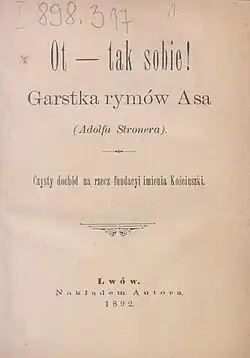 I 898.317
Ot — tak sobie!
Garstka rymów Asa
(Adolfa Stronera).
Czysty dochód na rzecz fundacyi imienia Kościuszki.
Lwów.
Nakładem Autora.
1892.